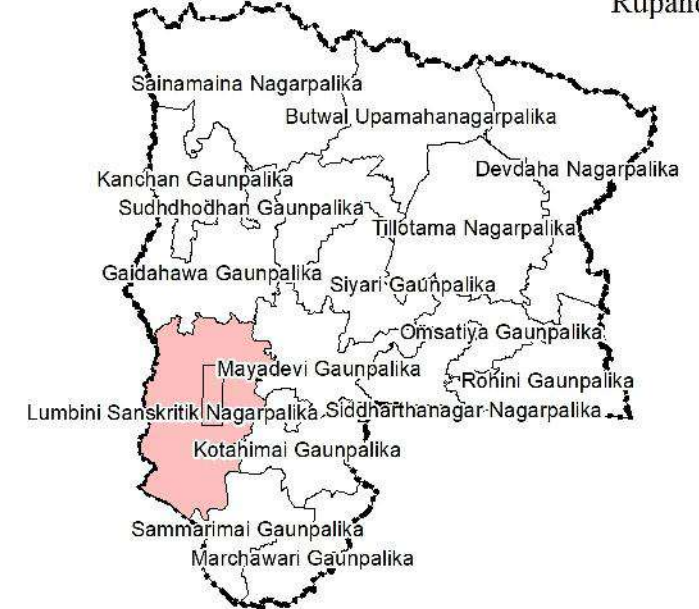 Rupand
Sainamaina Nagarpalika
Butwal Upamahanagarpalika
Devdaha Nagarpalika
Kanchan Gaunpalika
Sudhdhodhan Gaunpalika
Tillotama Nagarpalika
Gaidahawa Gaunpalika
Siyari Gaunpalika
Omsatiya Gaunpalika
Mayadevi Gaunpalika
Rohini Gaunpalika
Lumbini Sanskritik Nagarpalika
Siddharthanagar Nagarpalika
Kotahimai Gaunpalika
Sammarimai Gaunpalika
Marchawari Gaunpalika